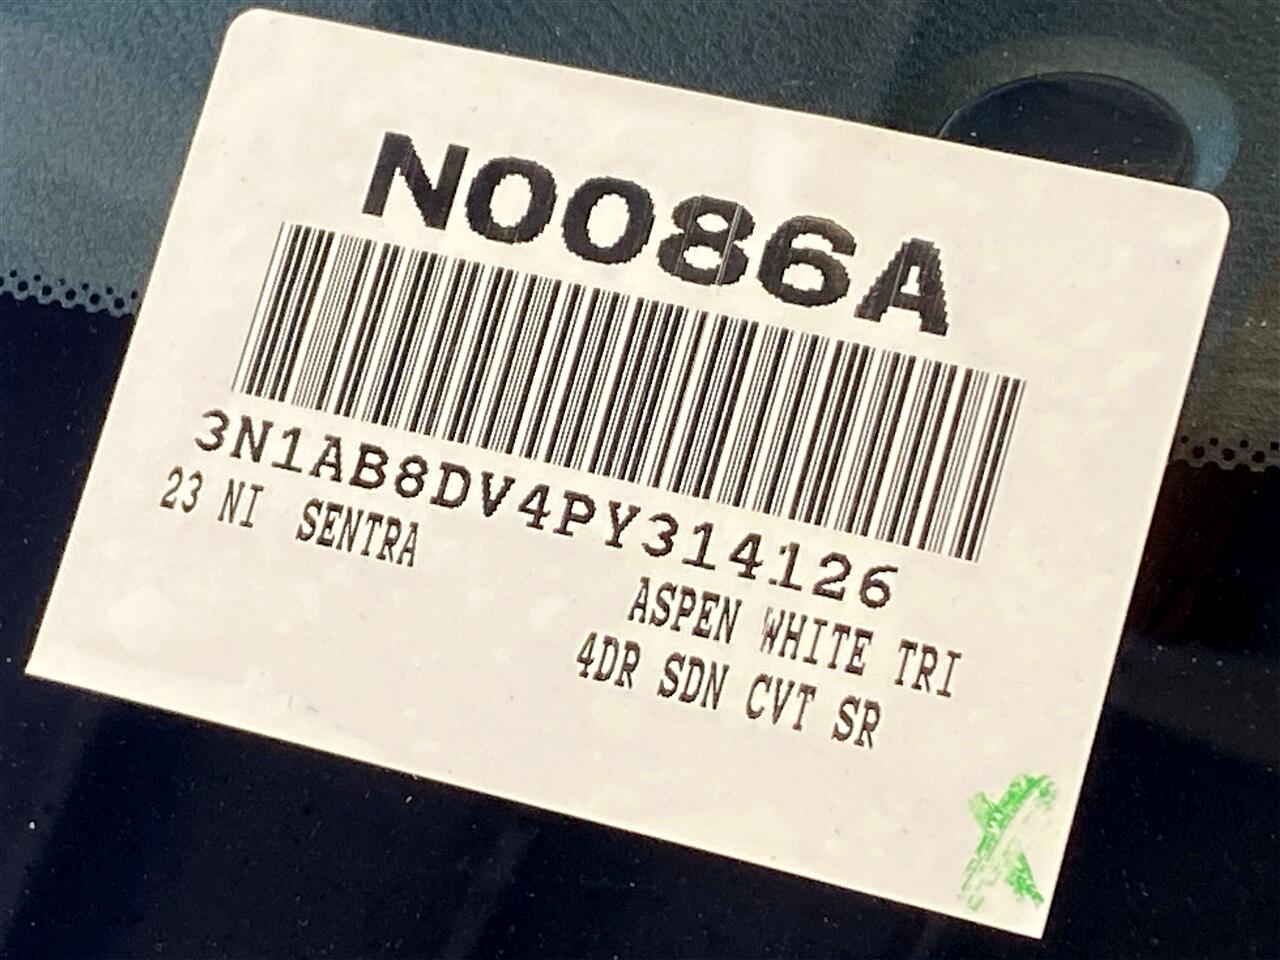 N0086A
3N1AB8DV4PY314126
23 NI SENTRA
ASPEN WHITE TRI
4DR SDN CVT SR